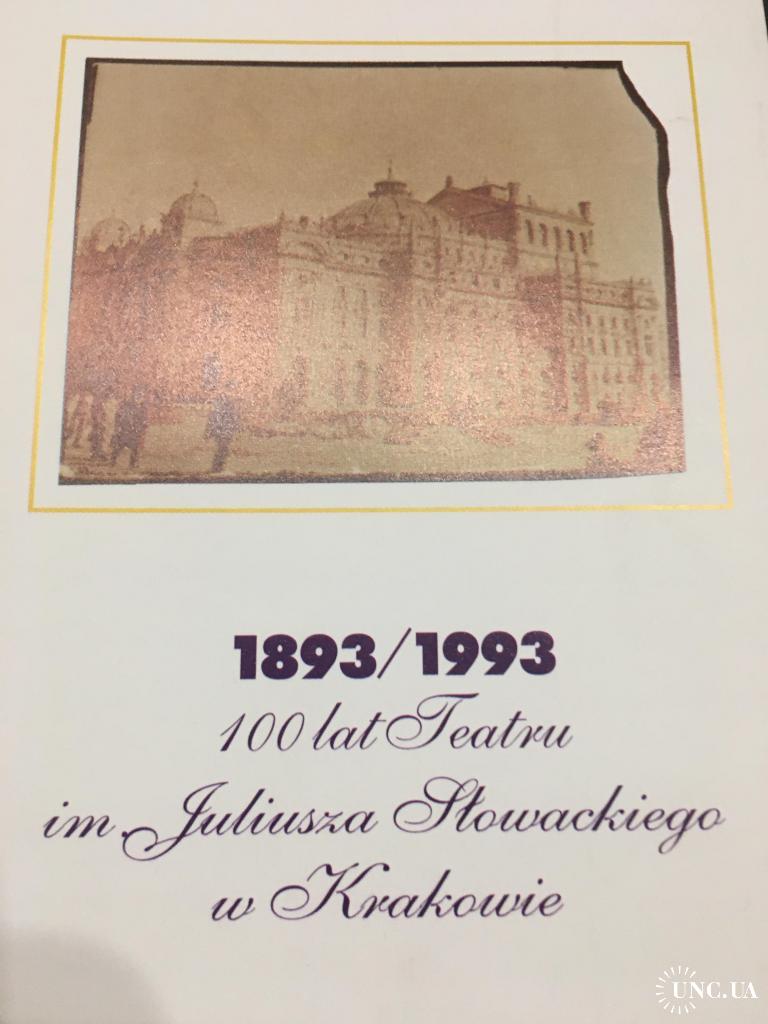 1893/1993
100 lat Teatru
im. Juliusza Słowackiego
w Krakowie
UNC.UA